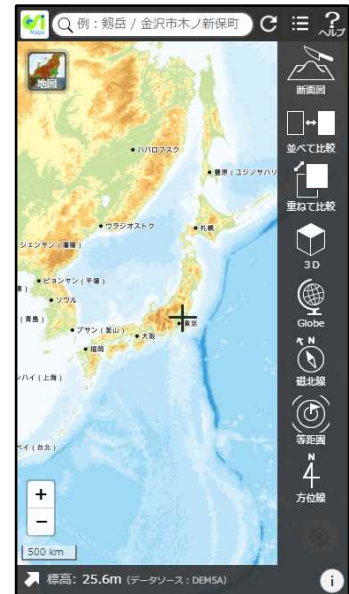 Maps
例：剱岳 / 金沢市木ノ新保町
ヘルプ
地図
断面図
並べて比較
重ねて比較
3D
Globe
N
磁北線
等距圏
N
方位線
ハバロフスク
豊原 ( ユジノサハリ
ウラジオストク
札幌
シェンヤン ( 瀋陽 )
ピョンヤン ( 平壌 )
ソウル
( 青島 )
プサン ( 釜山 )
東京
大阪
福岡
ハイ ( 上海 )
ペイ ( 台北 )
+
−
500 km
標高: 25.6m (データソース : DEM5A)
i